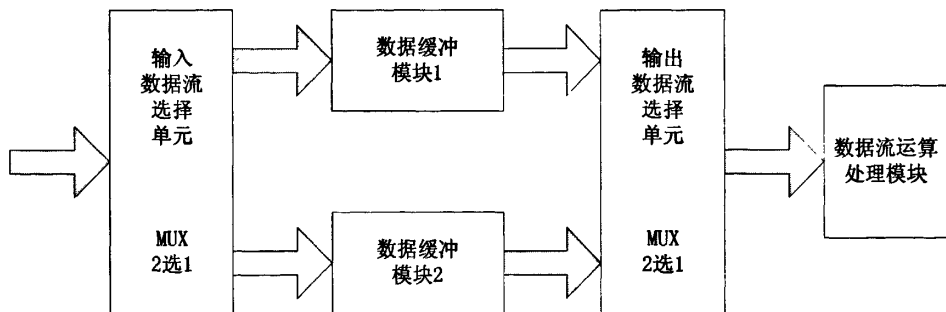 输入
数据流
选择
单元
MUX
2选1
数据缓冲
模块1
数据缓冲
模块2
输出
数据流
选择
单元
MUX
2选1
数据流运算
处理模块